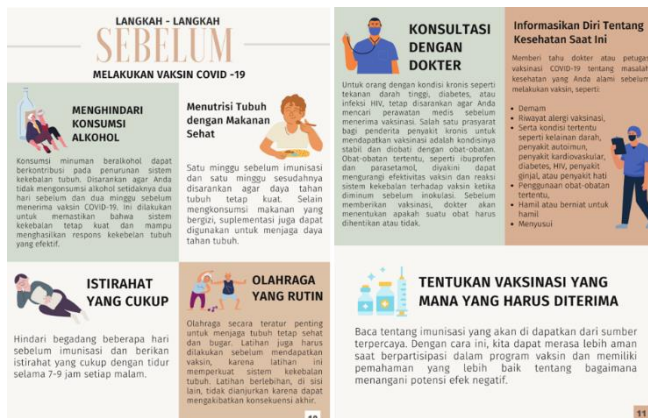 LANGKAH - LANGKAH
SEBELUM
MELAKUKAN VAKSIN COVID -19
MENGHINDARI
KONSUMSI
ALKOHOL
Konsumsi minuman beralkohol dapat
berkontribusi pada penurunan sistem
kekebalan tubuh. Disarankan agar Anda
tidak mengonsumsi alkohol setidaknya dua
hari sebelum dan dua minggu sebelum
menerima vaksin COVID-19. ini dilakukan
untuk memastikan bahwa sistem
kekebalan tetap kuat dan mampu
menghasilkan respons kekebalan tubuh
yang efektif.
Menutrisi Tubuh
dengan Makanan
Sehat
Satu minggu sebelum imunisasi
dan satu minggu sesudahnya
disarankan agar daya tahan
tubuh tetap kuat. Selain
mengkonsumsi makanan yang
bergizi, suplementasi juga dapat
digunakan untuk menjaga daya
tahan tubuh.
ISTIRAHAT
YANG CUKUP
Hindari begadang beberapa hari
sebelum imunisasi dan berikan
istirahat yang cukup dengan tidur
selama 7-9 jam setiap malam.
OLAHRAGA
YANG RUTIN
Olahraga secara teratur penting
untuk menjaga tubuh tetap sehat
dan bugar. Latihan juga harus
dilakukan sebelum mendapatkan
vaksin, karena latihan ini
memperkuat sistem kekebalan
tubuh. Latihan berlebihan, di sisi
lain, tidak dianjurkan karena dapat
mengakibatkan konsekuensi akhir.
10
KONSULTASI
DENGAN
DOKTER
Untuk orang dengan kondisi kronis seperti
tekanan darah tinggi, diabetes, atau
infeksi HIV, tetap disarankan agar Anda
mencari perawatan medis sebelum
menerima vaksinasi. Salah satu prasyarat
bagi penderita penyakit kronis untuk
mendapatkan vaksinasi adalah kondisinya
stabil dan diobati dengan obat-obatan.
Obat-obatan tertentu, seperti ibuprofen
dan parasetamol, diyakini dapat
mengurangi efektivitas vaksin dan reaksi
sistem kekebalan terhadap vaksin ketika
diminum sebelum inokulasi. Sebelum
memberikan vaksinasi, dokter akan
menentukan apakah suatu obat harus
dihentikan atau tidak.
Informasikan Diri Tentang
Kesehatan Saat Ini
Memberi tahu dokter atau petugas
vaksinasi COVID-19 tentang masalah
kesehatan yang Anda alami sebelum
melakukan vaksin, seperti:
• Demam
• Riwayat alergi vaksinasi,
• Serta kondisi tertentu
seperti kelainan darah,
penyakit autoimun,
penyakit kardiovaskular,
diabetes, HIV, penyakit
ginjal, atau penyakit hati
• Penggunaan obat-obatan
tertentu,
• Hamil atau berniat untuk
hamil
• Menyusui
TENTUKAN VAKSINASI YANG
MANA YANG HARUS DITERIMA
Baca tentang imunisasi yang akan di dapatkan dari sumber
terpercaya. Dengan cara ini, kita dapat merasa lebih aman
saat berpartisipasi dalam program vaksin dan memiliki
pemahaman yang lebih baik tentang bagaimana
menangani potensi efek negatif.
11